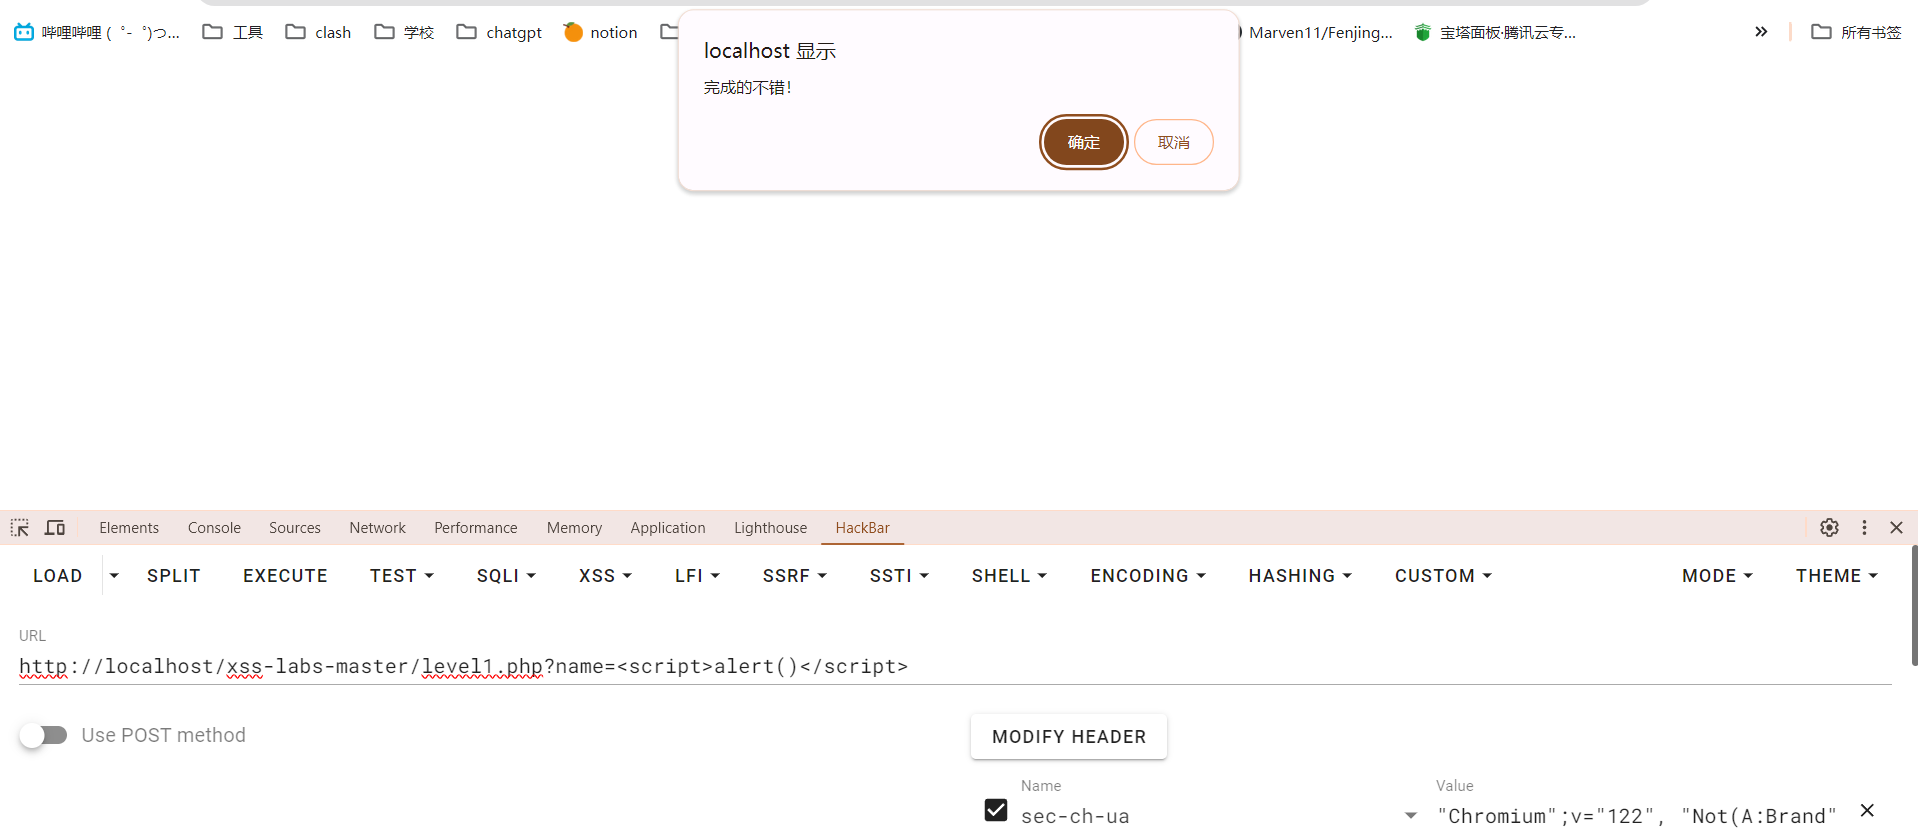 哔哩哔哩 (゜-゜)つ... 工具 clash 学校 chatgpt notion Marven11/Fenjing... 宝塔面板·腾讯云专... » 所有书签
localhost 显示
完成的不错!
确定 取消
Elements Console Sources Network Performance Memory Application Lighthouse HackBar
LOAD SPLIT EXECUTE TEST SQLI XSS LFI SSRF SSTI SHELL ENCODING HASHING CUSTOM MODE THEME
URL
http://localhost/xss-labs-master/level1.php?name=<script>alert()</script>
Use POST method MODIFY HEADER
Name Value
sec-ch-ua "Chromium";v="122", "Not(A:Brand"